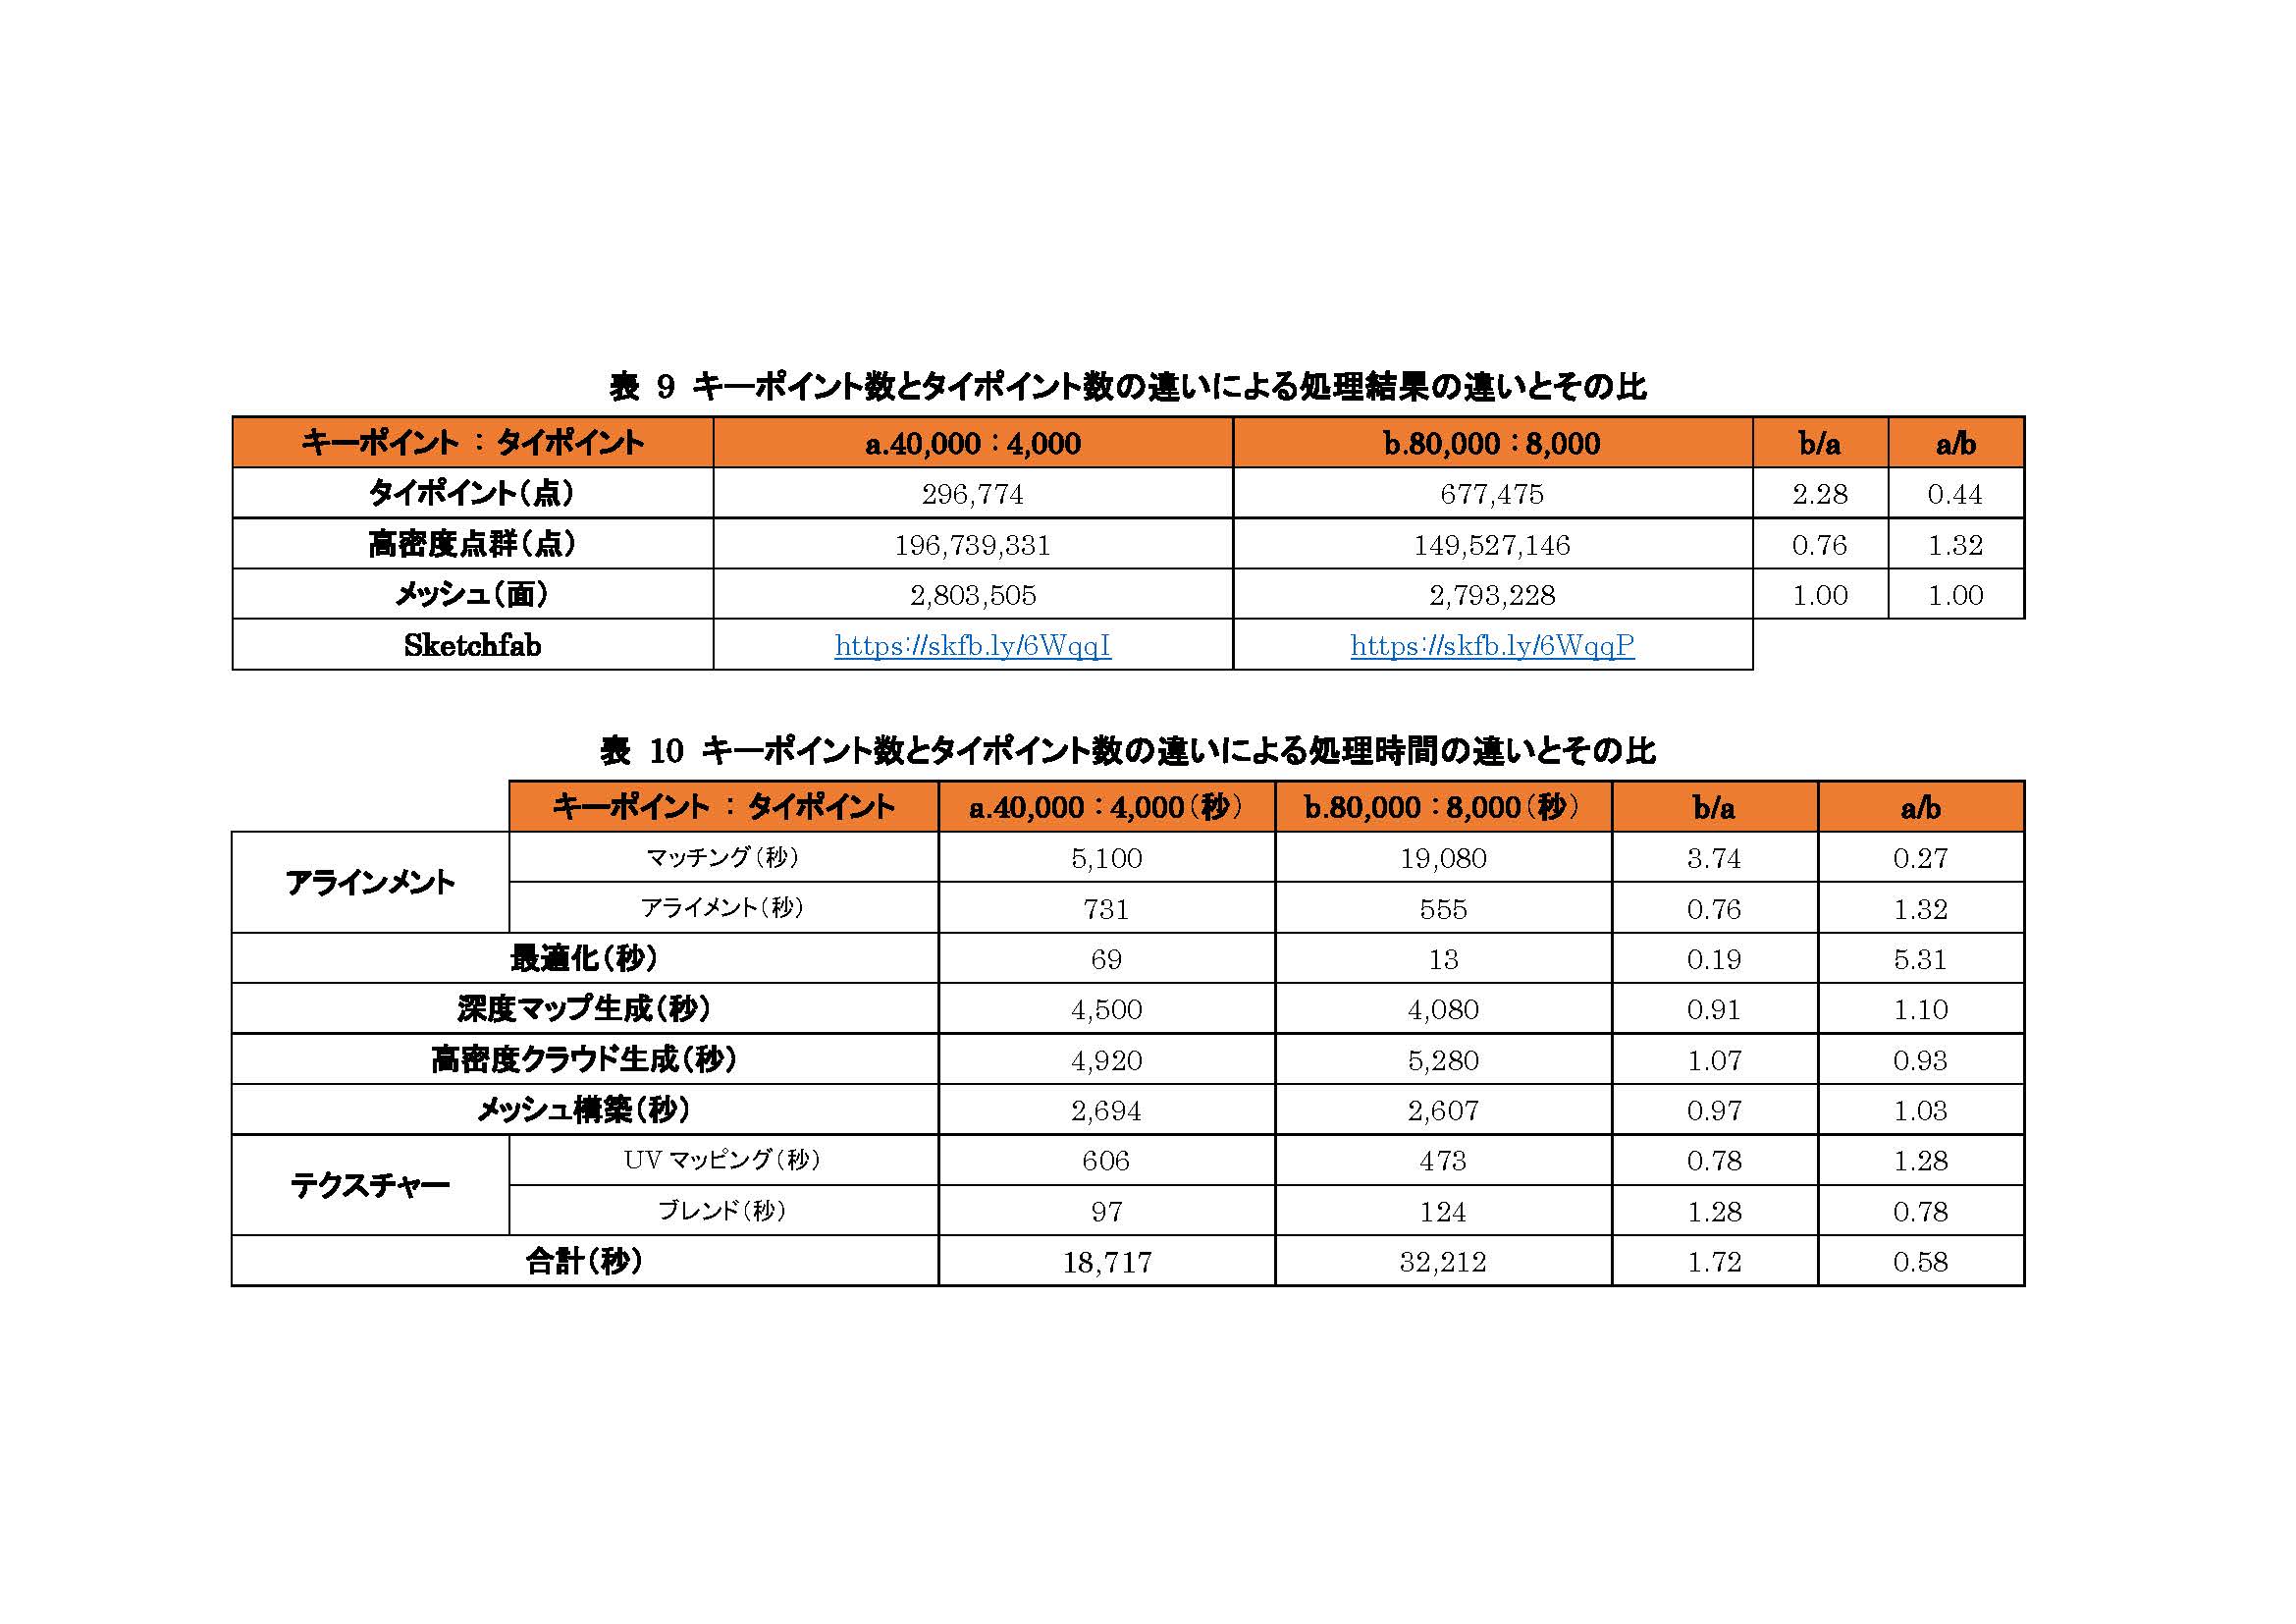 表 9 キーポイント数とタイポイント数の違いによる処理結果の違いとその比
キーポイント : タイポイント a.40,000 : 4,000 b.80,000 : 8,000 b/a a/b
タイポイント（点） 296,774 677,475 2.28 0.44
高密度点群（点） 196,739,331 149,527,146 0.76 1.32
メッシュ（面） 2,803,505 2,793,228 1.00 1.00
Sketchfab https://skfb.ly/6WqqI https://skfb.ly/6WqqP
表 10 キーポイント数とタイポイント数の違いによる処理時間の違いとその比
キーポイント : タイポイント a.40,000 : 4,000（秒） b.80,000 : 8,000（秒） b/a a/b
アラインメント マッチング（秒） 5,100 19,080 3.74 0.27
アライメント（秒） 731 555 0.76 1.32
最適化（秒） 69 13 0.19 5.31
深度マップ生成（秒） 4,500 4,080 0.91 1.10
高密度クラウド生成（秒） 4,920 5,280 1.07 0.93
メッシュ構築（秒） 2,694 2,607 0.97 1.03
テクスチャー UV マッピング（秒） 606 473 0.78 1.28
ブレンド（秒） 97 124 1.28 0.78
合計（秒） 18,717 32,212 1.72 0.58